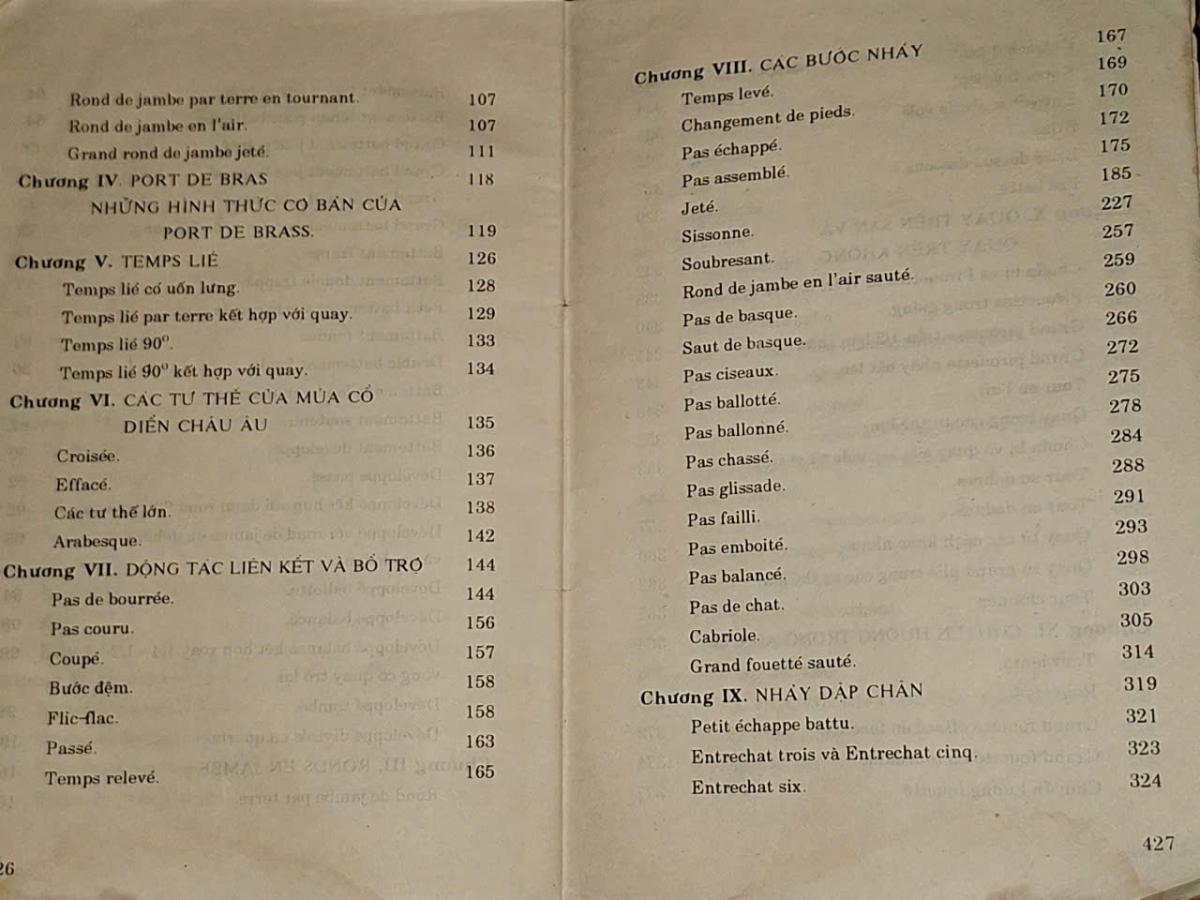 Rond de jambe par terre en tournant. 107
Rond de jambe en l'air. 107
Grand rond de jambe jeté. 111
Chương IV. PORT DE BRAS 118
NHỮNG HÌNH THỨC CƠ BẢN CỦA
PORT DE BRASS. 119
Chương V. TEMPS LIÉ 126
Temps lié có uốn lưng. 128
Temps lié par terre kết hợp với quay. 129
Temps lié 90°. 133
Temps lié 90° kết hợp với quay. 134
Chương VI. CÁC TƯ THẾ CỦA MÚA CỔ
ĐIỂN CHÂU ÂU 135
Croisée. 136
Effacé. 137
Các tư thế lớn. 138
Arabesque. 142
Chương VII. ĐỘNG TÁC LIÊN KẾT VÀ BỔ TRỢ 144
Pas de bourrée. 144
Pas couru. 156
Coupé. 157
Bước đệm. 158
Flic-flac. 158
Passé. 163
Temps relevé. 165
26
Chương VIII. CÁC BƯỚC NHẢY 167
Temps levé. 169
Changement de pieds. 170
Pas échappé. 172
Pas assemblé. 175
Jeté. 185
Sissonne. 227
Soubresant. 257
Rond de jambe en l'air sauté. 259
Pas de basque. 260
Saut de basque. 266
Pas ciseaux. 272
Pas ballotté. 275
Pas ballonné. 278
Pas chassé. 284
Pas glissade. 288
Pas failli. 291
Pas emboité. 293
Pas balancé. 298
Pas de chat. 303
Cabriole. 305
Grand fouetté sauté. 314
Chương IX. NHẢY DẬP CHÂN 319
Petit échappe battu. 321
Entrechat trois và Entrechat cinq. 323
Entrechat six. 324
427